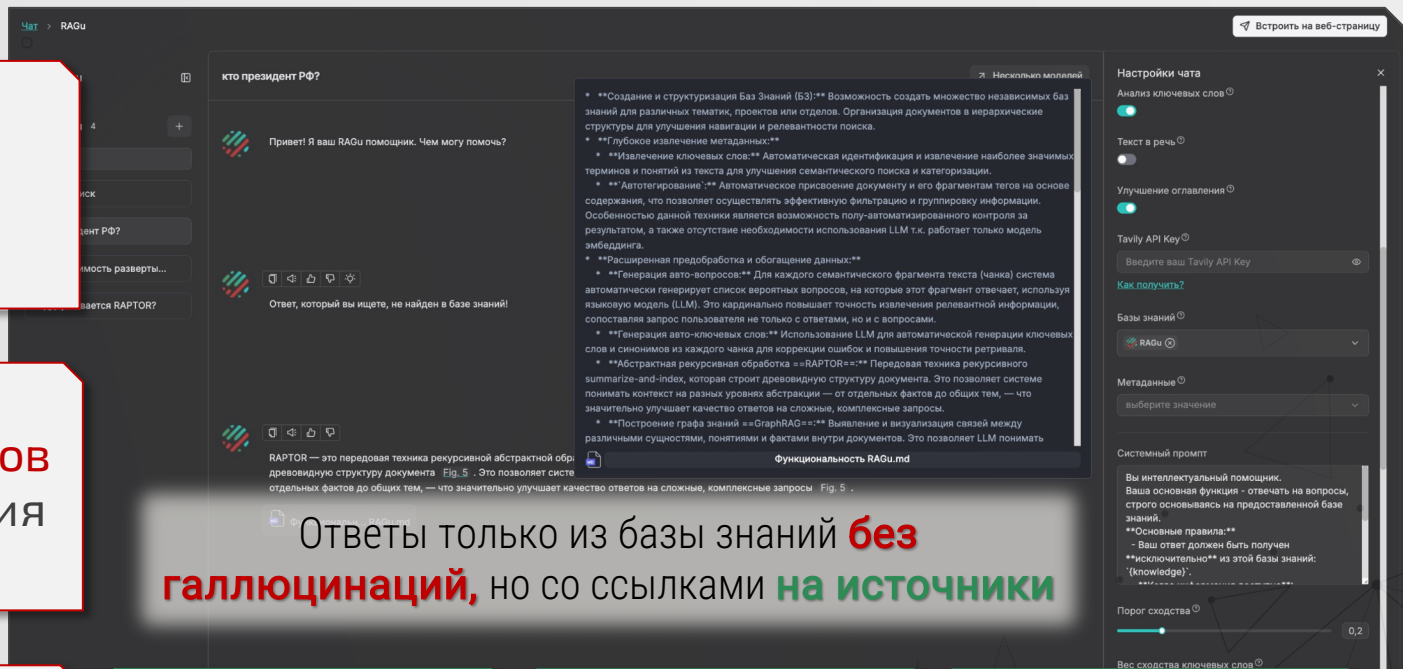 Чат > RAGu
Встроить на веб-страницу
4
+
иск
дент РФ?
имость разверты...
вается RAPTOR?
ов
ия
кто президент РФ?
Несколько моделей
Привет! Я ваш RAGu помощник. Чем могу помочь?
Ответ, который вы ищете, не найден в базе знаний!
RAPTOR — это передовая техника рекурсивной абстрактной обра
древовидную структуру документа Fig. 5 . Это позволяет систе
отдельных фактов до общих тем, — что значительно улучшает качество ответов на сложные, комплексные запросы Fig. 5 .
* **Создание и структуризация Баз Знаний (БЗ):** Возможность создать множество независимых баз
знаний для различных тематик, проектов или отделов. Организация документов в иерархические
структуры для улучшения навигации и релевантности поиска.
* **Глубокое извлечение метаданных:**
* **Извлечение ключевых слов:** Автоматическая идентификация и извлечение наиболее значимых
терминов и понятий из текста для улучшения семантического поиска и категоризации.
* **`Автотегирование`:** Автоматическое присвоение документу и его фрагментам тегов на основе
содержания, что позволяет осуществлять эффективную фильтрацию и группировку информации.
Особенностью данной техники является возможность полу-автоматизированного контроля за
результатом, а также отсутствие необходимости использования LLM т.к. работает только модель
эмбеддинга.
* **Расширенная предобработка и обогащение данных:**
* **Генерация авто-вопросов:** Для каждого семантического фрагмента текста (чанка) система
автоматически генерирует список вероятных вопросов, на которые этот фрагмент отвечает, используя
языковую модель (LLM). Это кардинально повышает точность извлечения релевантной информации,
сопоставляя запрос пользователя не только с ответами, но и с вопросами.
* **Генерация авто-ключевых слов:** Использование LLM для автоматической генерации ключевых
слов и синонимов из каждого чанка для коррекции ошибок и повышения точности ретривала.
* **Абстрактная рекурсивная обработка ==RAPTOR==:** Передовая техника рекурсивного
summarize-and-index, которая строит древовидную структуру документа. Это позволяет системе
понимать контекст на разных уровнях абстракции — от отдельных фактов до общих тем, — что
значительно улучшает качество ответов на сложные, комплексные запросы.
* **Построение графа знаний ==GraphRAG==:** Выявление и визуализация связей между
различными сущностями, понятиями и фактами внутри документов. Это позволяет LLM понимать
Функциональность RAGu.md
Ответы только из базы знаний без
галлюцинаций, но со ссылками на источники
Настройки чата
Анализ ключевых слов
Текст в речь
Улучшение оглавления
Tavily API Key
Введите ваш Tavily API Key
Как получить?
Базы знаний
RAGu
Метаданные
выберите значение
Системный промпт
Вы интеллектуальный помощник.
Ваша основная функция - отвечать на вопросы,
строго основываясь на предоставленной базе
знаний.
**Основные правила:**
- Ваш ответ должен быть получен
**исключительно** из этой базы знаний:
`{knowledge}`.
Порог сходства
0,2
Вес сходства ключевых слов